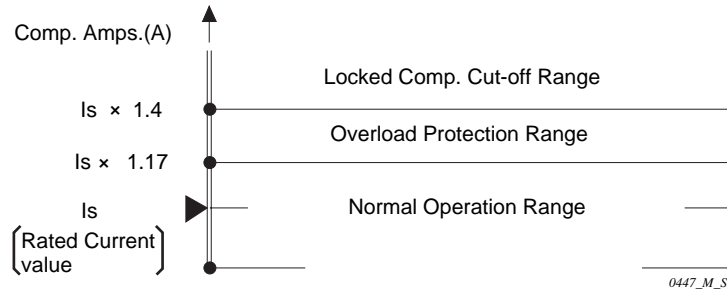 Comp. Amps.(A)
Locked Comp. Cut-off Range
Is × 1.4
Overload Protection Range
Is × 1.17
Is
Normal Operation Range
Rated Current
value
0447_M_S